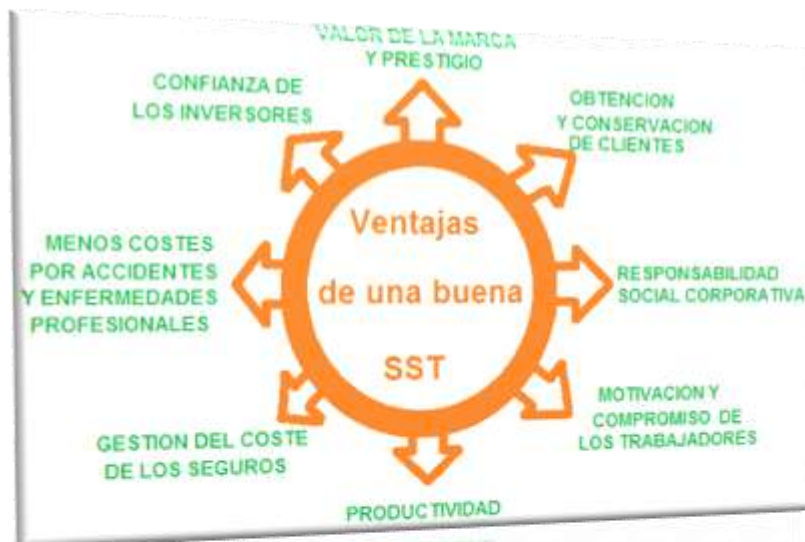 VALOR DE LA MARCA
Y PRESTIGIO
CONFIANZA DE
LOS INVERSORES
OBTENCION
Y CONSERVACION
DE CLIENTES
Ventajas
de una buena
SST
MENOS COSTES
POR ACCIDENTES
Y ENFERMEDADES
PROFESIONALES
RESPONSABILIDAD
SOCIAL CORPORATIVA
GESTION DEL COSTE
DE LOS SEGUROS
MOTIVACION Y
COMPROMISO DE
LOS TRABAJADORES
PRODUCTIVIDAD